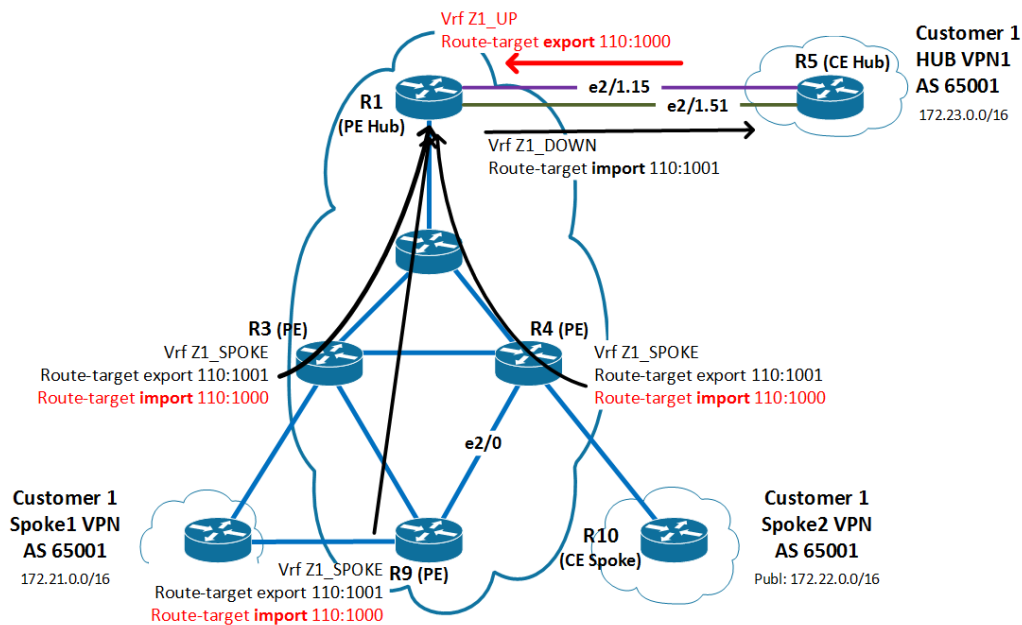 Vrf Z1_UP
Route-target export 110:1000
Customer 1
HUB VPN1
AS 65001
172.23.0.0/16
R5 (CE Hub)
R1
(PE Hub)
e2/1.15
e2/1.51
Vrf Z1_DOWN
Route-target import 110:1001
R3 (PE)
Vrf Z1_SPOKE
Route-target export 110:1001
Route-target import 110:1000
R4 (PE)
Vrf Z1_SPOKE
Route-target export 110:1001
Route-target import 110:1000
e2/0
Customer 1
Spoke1 VPN
AS 65001
172.21.0.0/16
R10
(CE Spoke)
Customer 1
Spoke2 VPN
AS 65001
Publ: 172.22.0.0/16
Vrf Z1_SPOKE
R9 (PE)
Route-target export 110:1001
Route-target import 110:1000